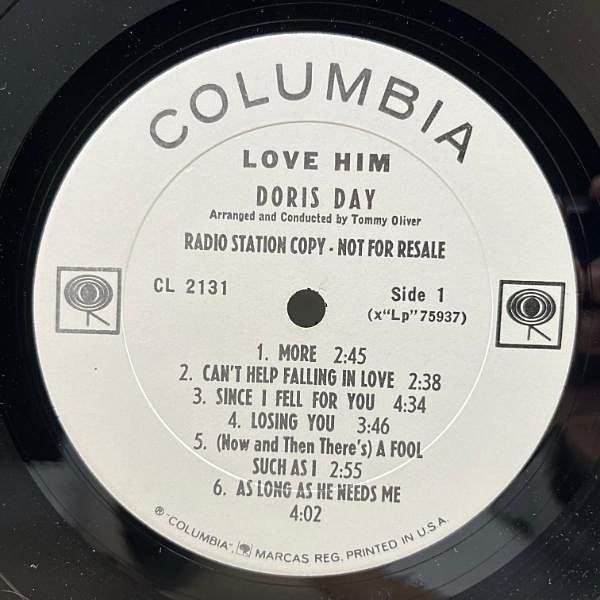 COLUMBIA
LOVE HIM
DORIS DAY
Arranged and Conducted by Tommy Oliver
RADIO STATION COPY - NOT FOR RESALE
CL 2131
Side 1
(x"Lp"75937)
1. MORE 2:45
2. CAN'T HELP FALLING IN LOVE 2:38
3. SINCE I FELL FOR YOU 4:34
4. LOSING YOU 3:46
5. (Now and Then There's) A FOOL
SUCH AS I 2:55
6. AS LONG AS HE NEEDS ME
4:02
® "COLUMBIA", MARCAS REG. PRINTED IN U.S.A.